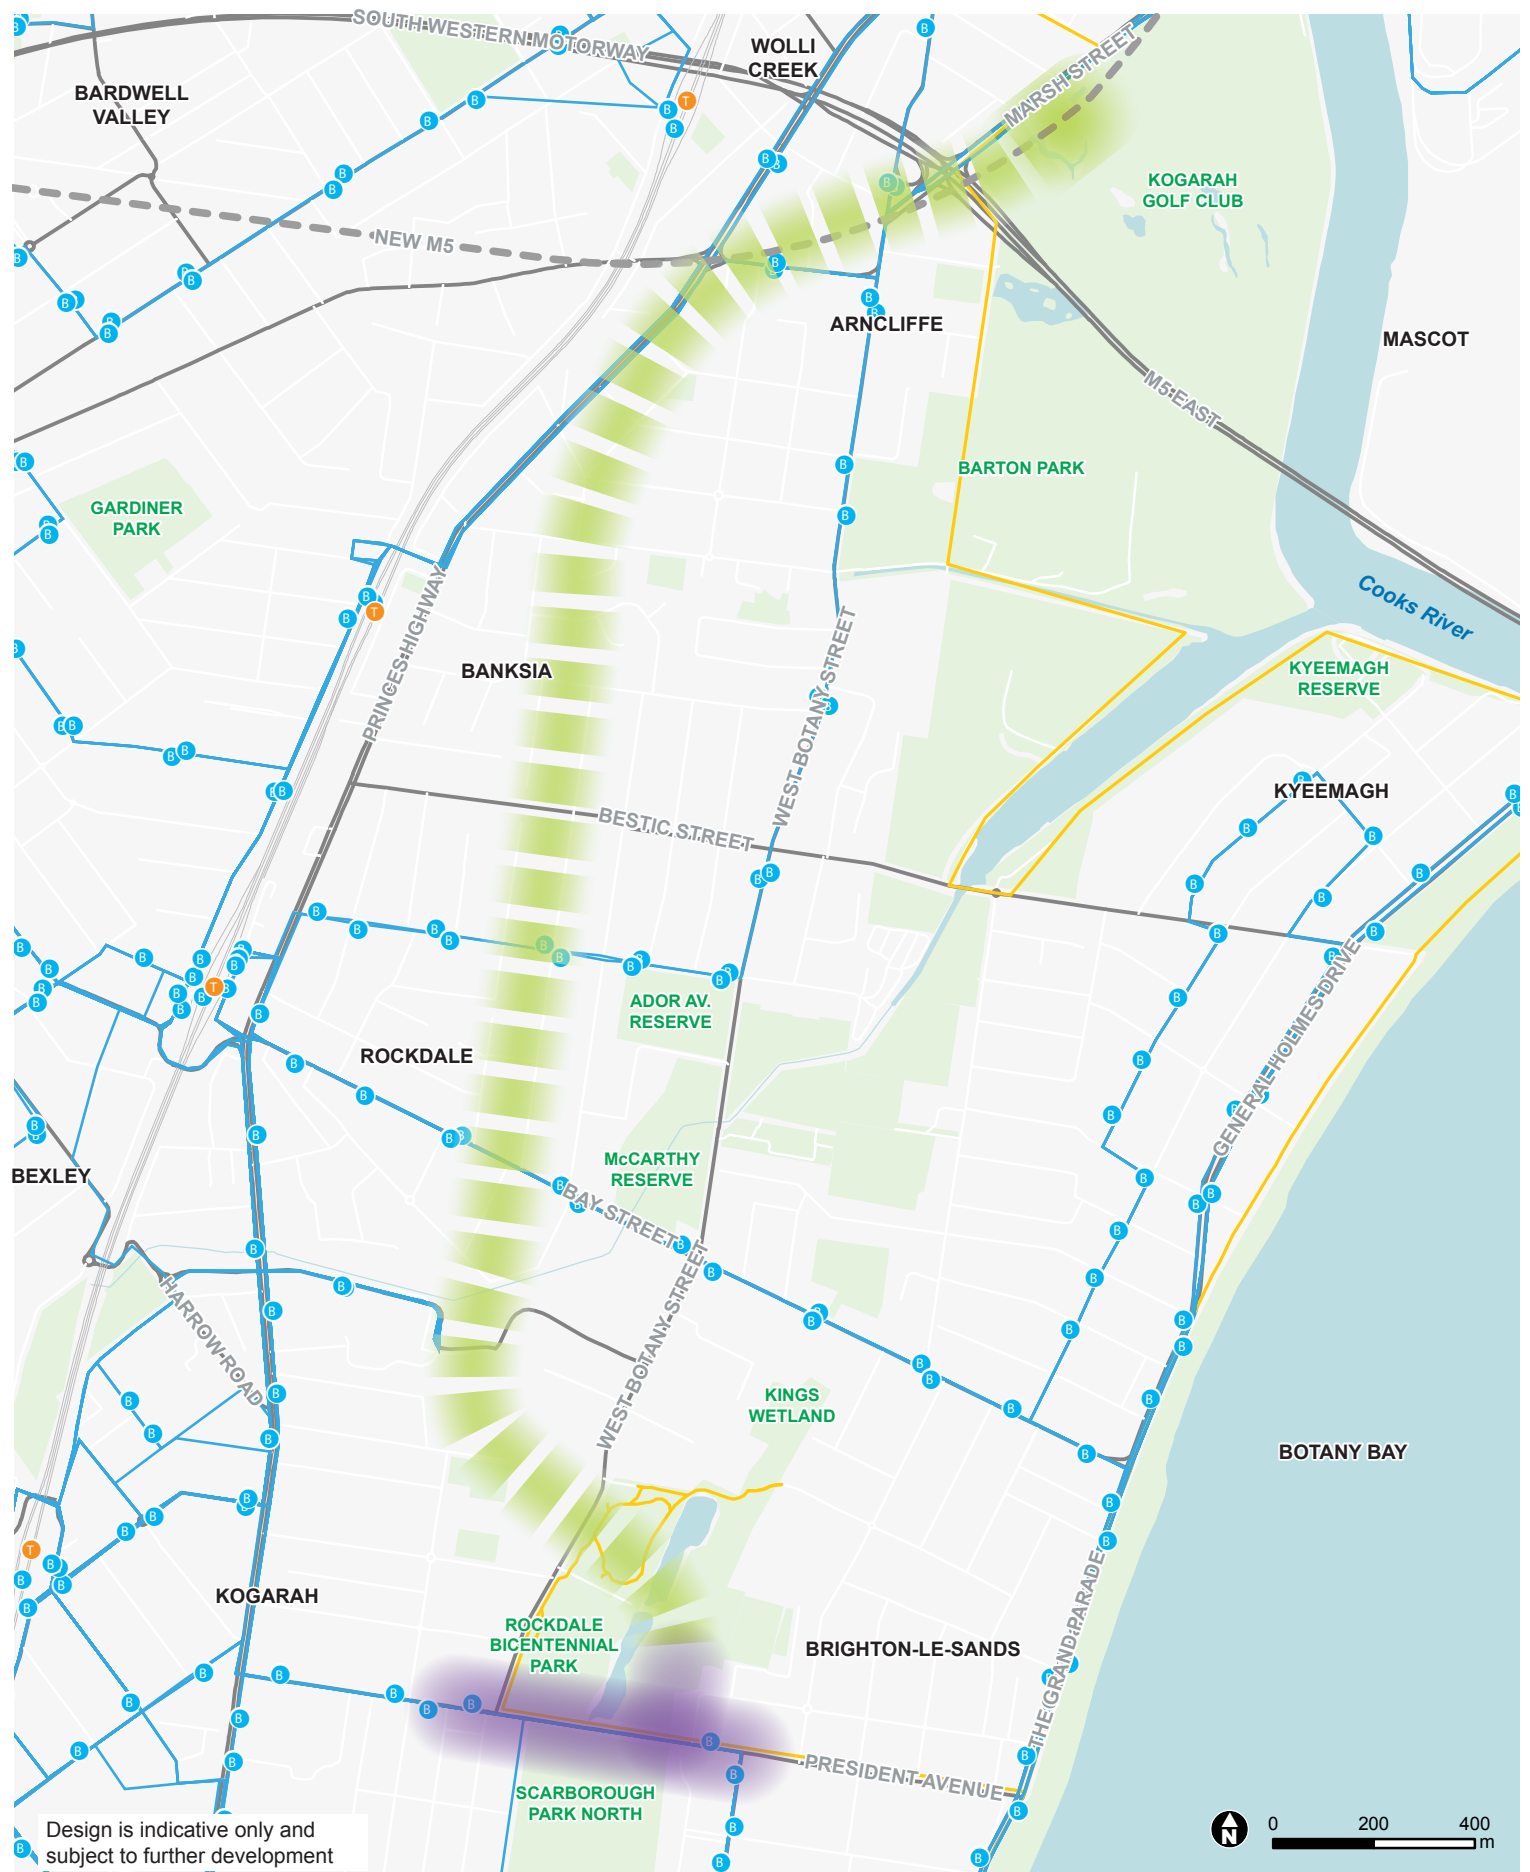 SOUTH WESTERN MOTORWAY
WOLLI
CREEK
MARSH STREET
BARDWELL
VALLEY
T
B
KOGARAH
GOLF CLUB
NEW M5
ARNCLIFFE
MASCOT
M5 EAST
BARTON PARK
GARDINER
PARK
Cooks River
PRINCES HIGHWAY
BANKSIA
WEST BOTANY STREET
KYEEMAGH
RESERVE
KYEEMAGH
BESTIC STREET
GENERAL HOLMES DRIVE
ADOR AV.
RESERVE
ROCKDALE
McCARTHY
RESERVE
BEXLEY
BAY STREET
HARROW ROAD
WEST BOTANY STREET
KINGS
WETLAND
BOTANY BAY
KOGARAH
ROCKDALE
BICENTENNIAL
PARK
BRIGHTON-LE-SANDS
THE GRAND PARADE
PRESIDENT AVENUE
SCARBOROUGH
PARK NORTH
Design is indicative only and
subject to further development
N
0 200 400
m